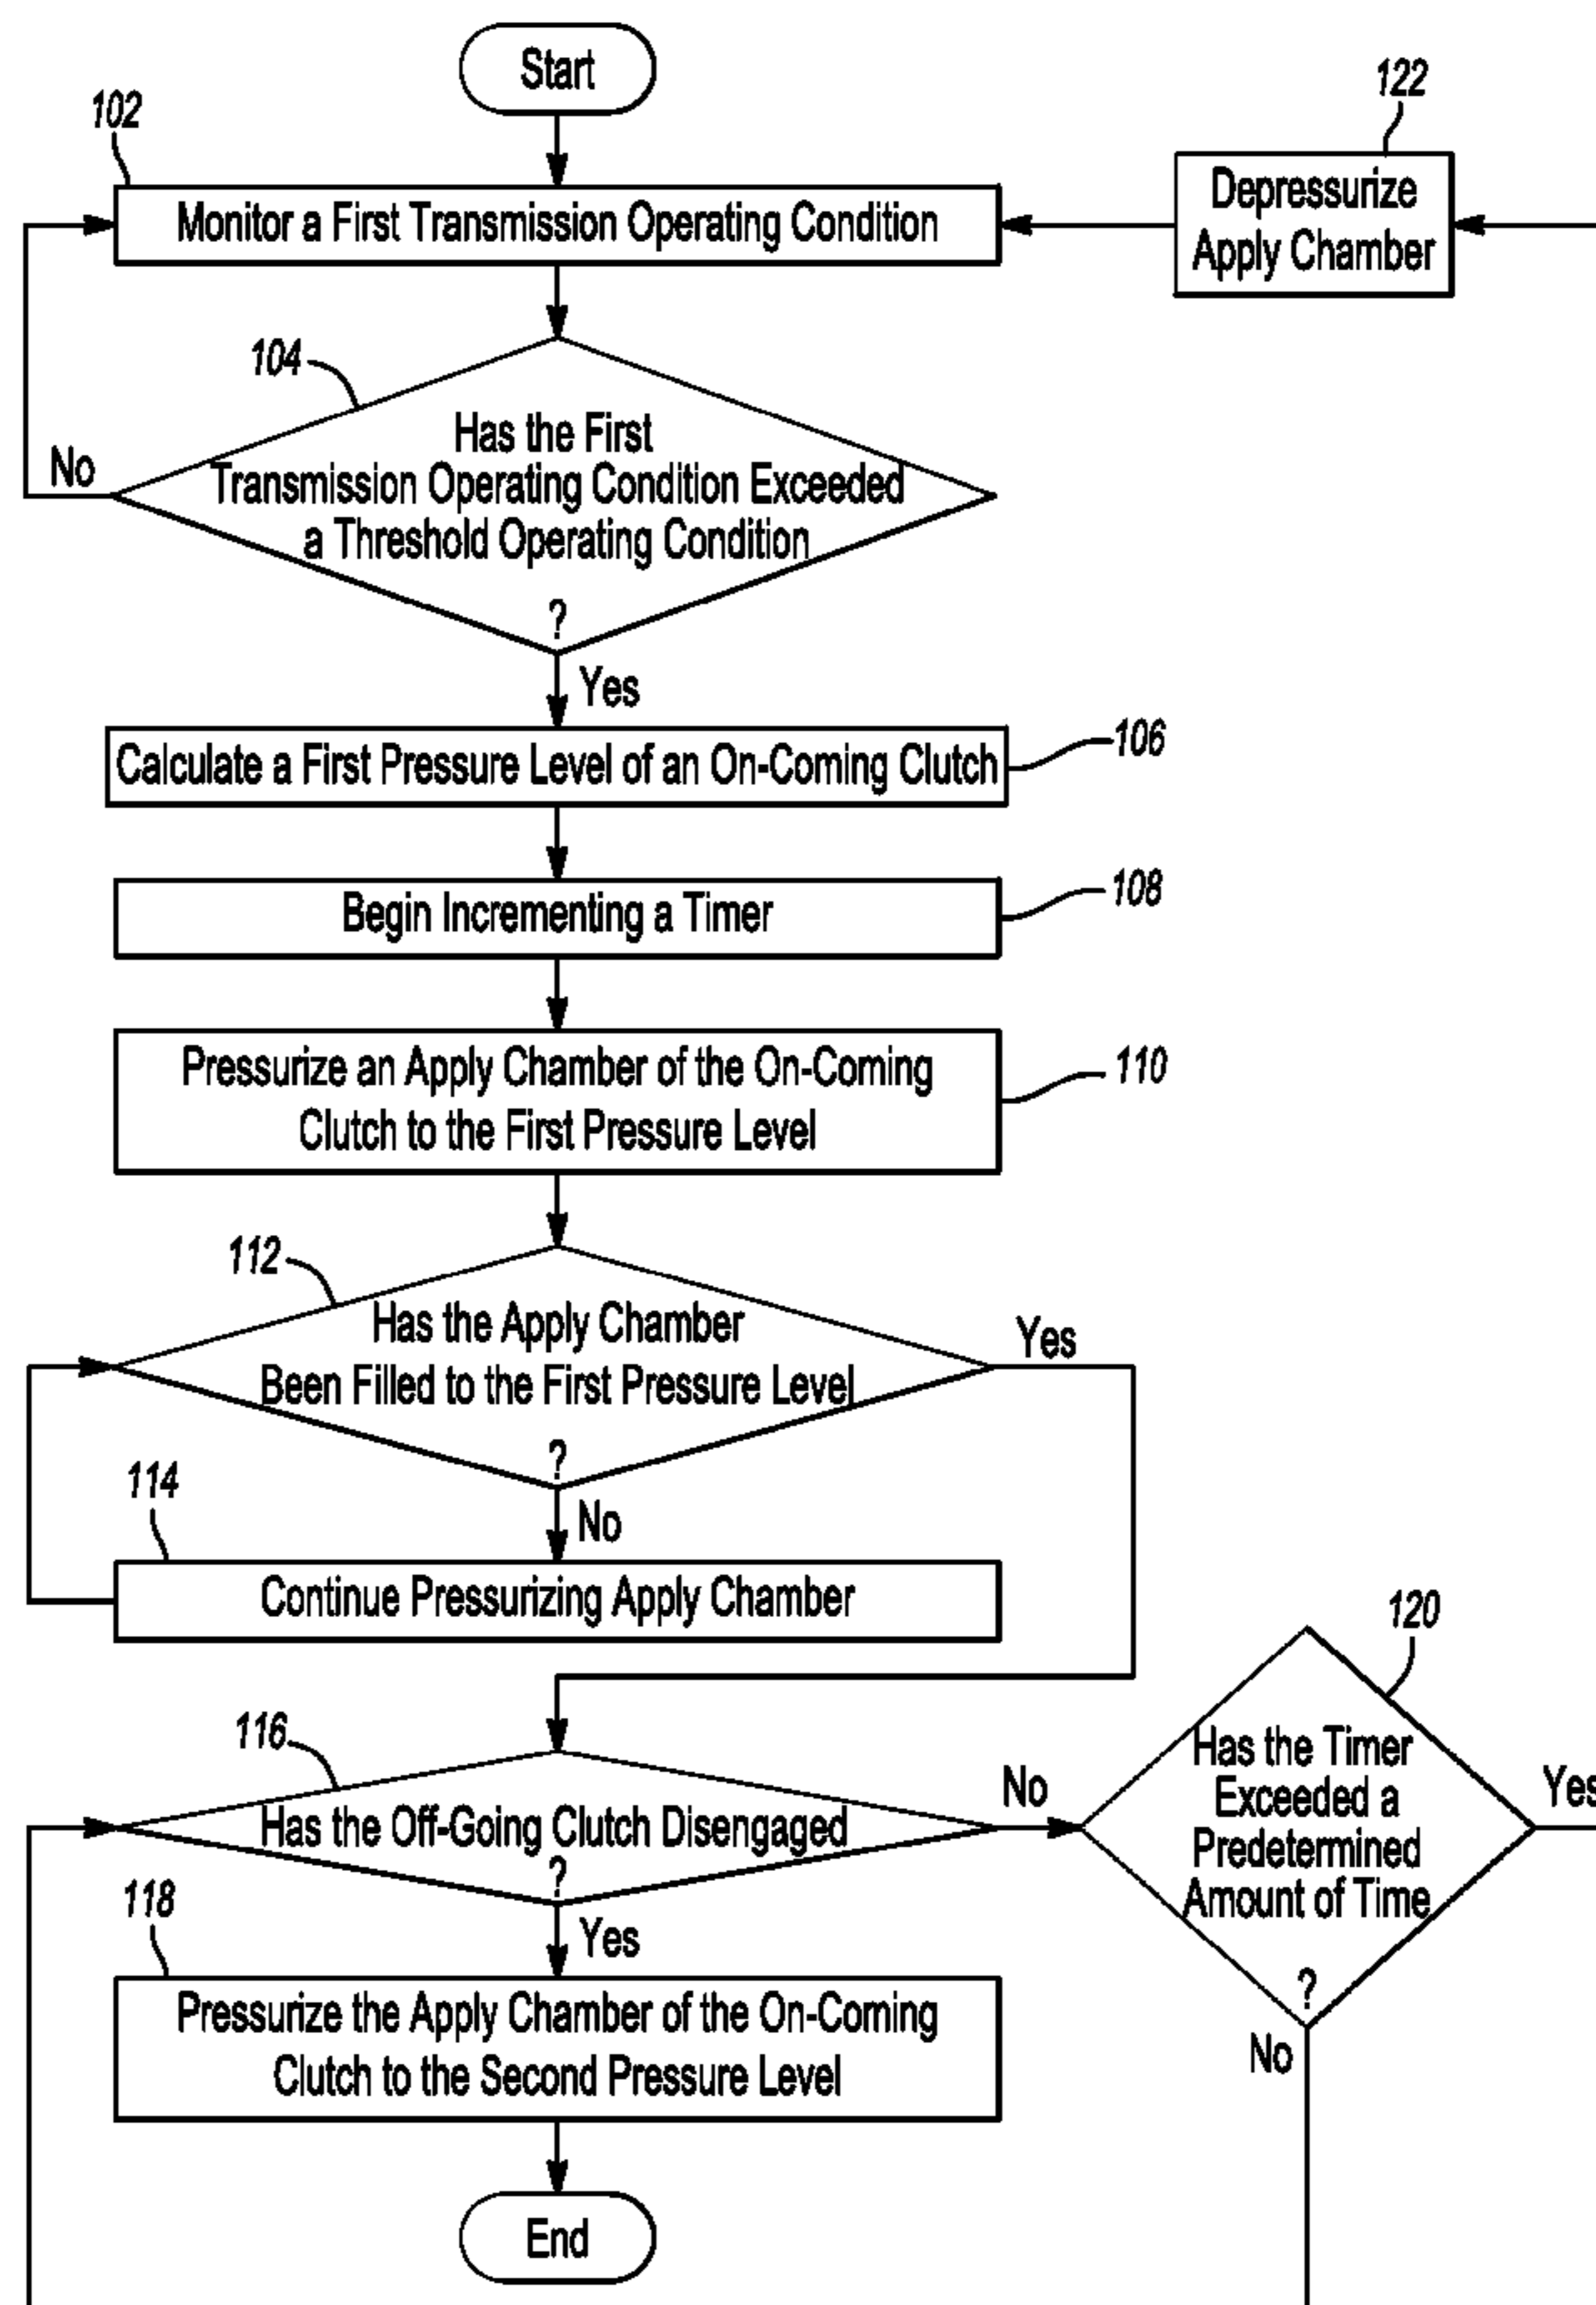 Start
122
102
Depressurize
Apply Chamber
Monitor a First Transmission Operating Condition
104
Has the First
Transmission Operating Condition Exceeded
a Threshold Operating Condition
?
No
Yes
Calculate a First Pressure Level of an On-Coming Clutch
106
Begin Incrementing a Timer
108
Pressurize an Apply Chamber of the On-Coming
Clutch to the First Pressure Level
110
112
Has the Apply Chamber
Been Filled to the First Pressure Level
?
Yes
No
114
Continue Pressurizing Apply Chamber
116
Has the Off-Going Clutch Disengaged
?
No
Yes
120
Has the Timer
Exceeded a
Predetermined
Amount of Time
?
Yes
No
118
Pressurize the Apply Chamber of the On-Coming
Clutch to the Second Pressure Level
End